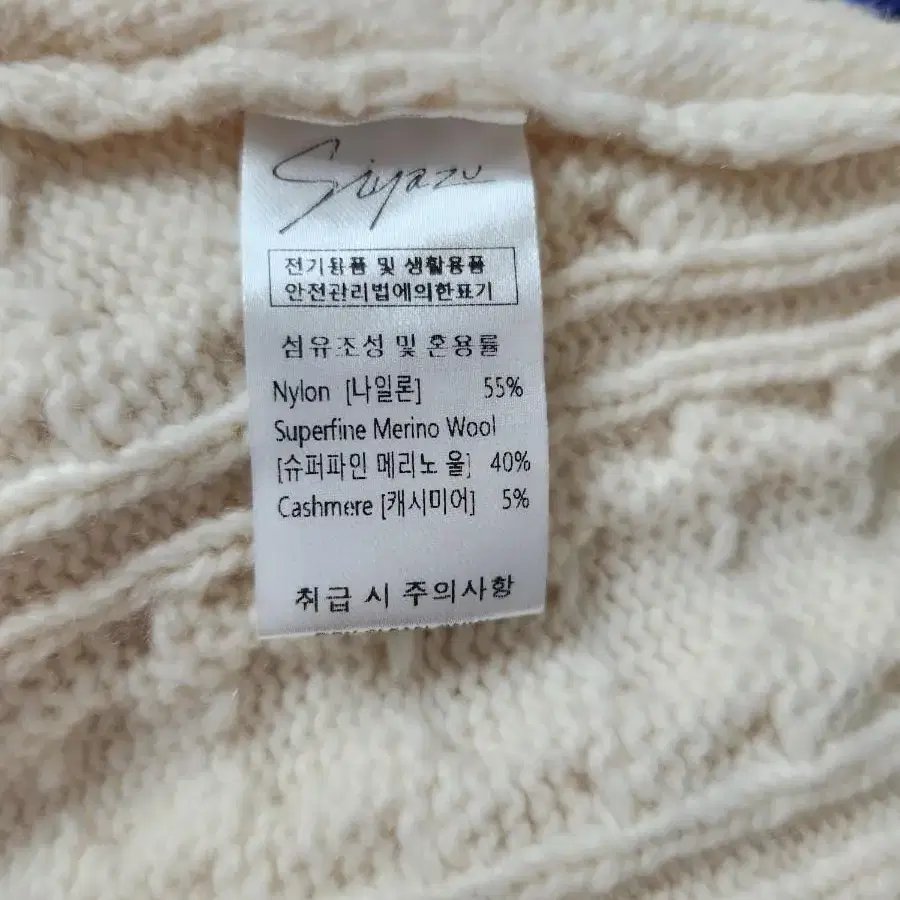 Siyazu
전기용품 및 생활용품
안전관리법에의한표기
섬유조성 및 혼용률
Nylon [나일론] 55%
Superfine Merino Wool
[슈퍼파인 메리노 울] 40%
Cashmere [캐시미어] 5%
취급 시 주의사항